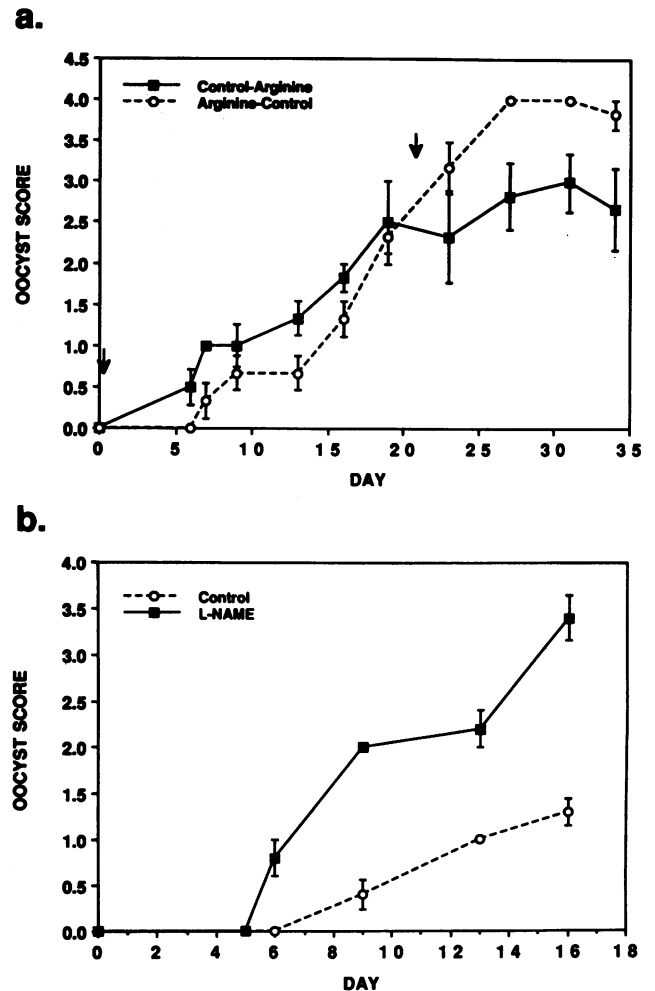 a.
4.5
4.0
3.5
3.0
2.5
2.0
1.5
1.0
0.5
0.0
OOCYST SCORE
Control-Arginine
Arginine-Control
0 5 10 15 20 25 30 35
DAY
b.
4.0
3.5
3.0
2.5
2.0
1.5
1.0
0.5
0.0
OOCYST SCORE
Control
L-NAME
0 2 4 6 8 10 12 14 16 18
DAY